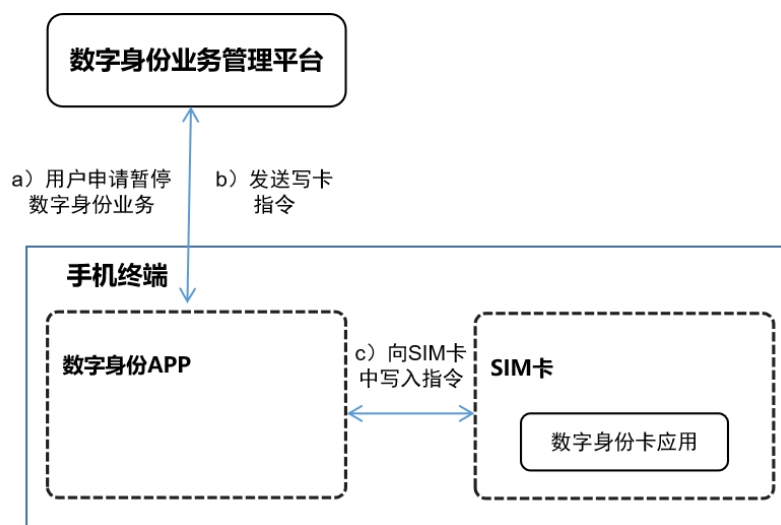 数字身份业务管理平台
a）用户申请暂停
数字身份业务
b）发送写卡
指令
手机终端
数字身份APP
c）向SIM卡
中写入指令
SIM卡
数字身份卡应用